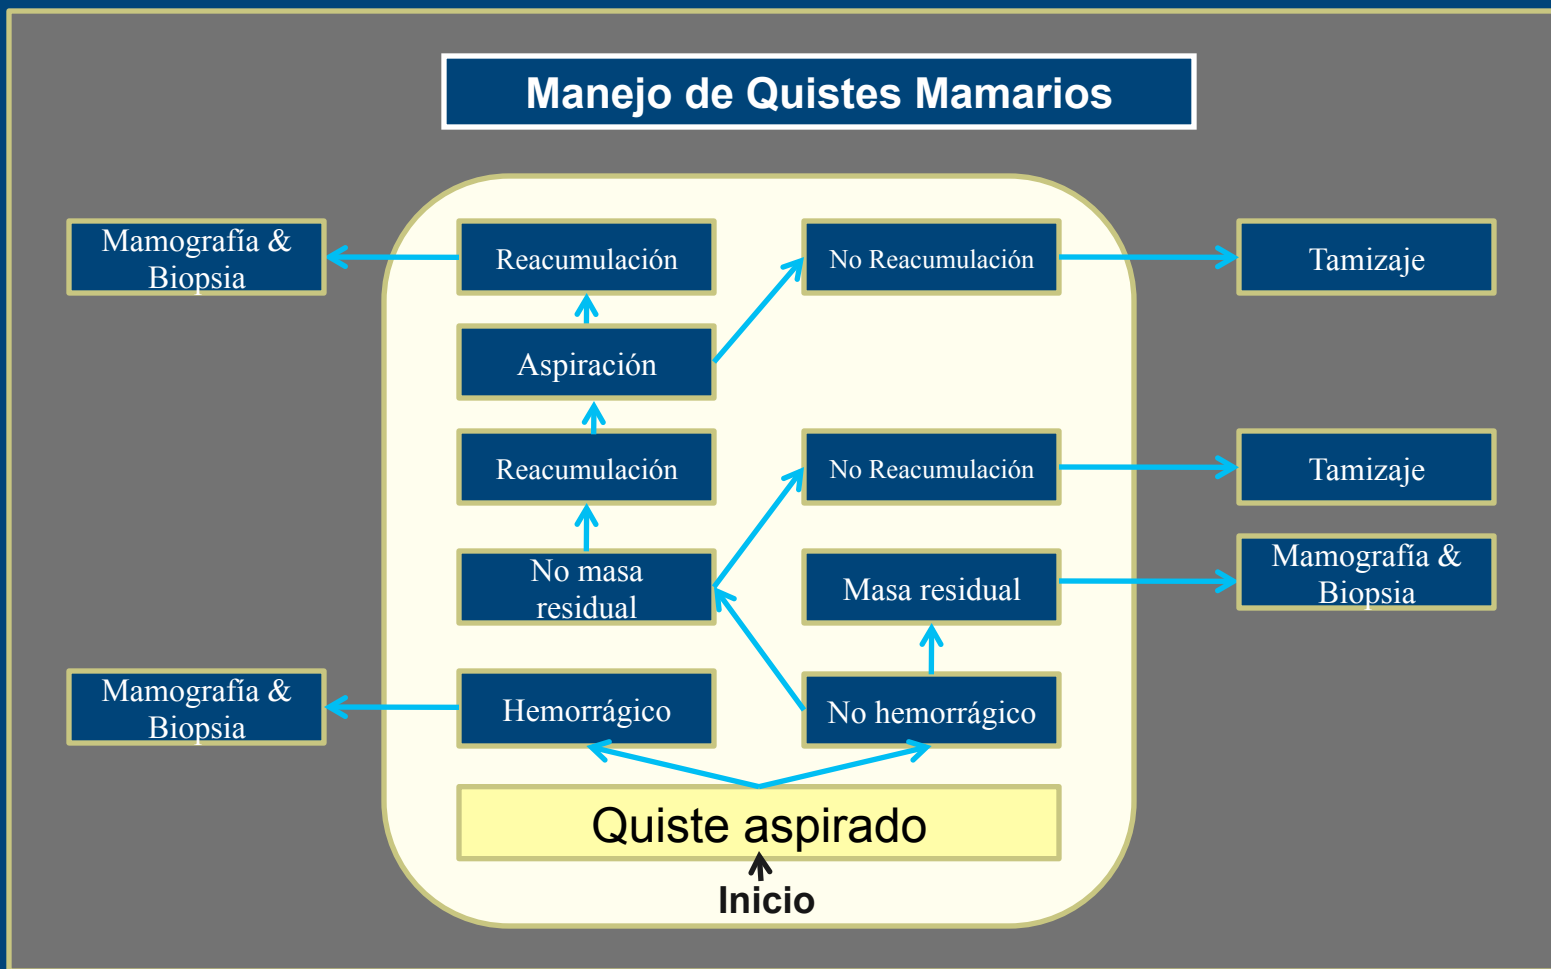 Manejo de Quistes Mamarios
Mamografía &
Biopsia
Reacumulación
No Reacumulación
Tamizaje
Aspiración
Reacumulación
No Reacumulación
Tamizaje
No masa
residual
Masa residual
Mamografía &
Biopsia
Mamografía &
Biopsia
Hemorrágico
No hemorrágico
Quiste aspirado
Inicio